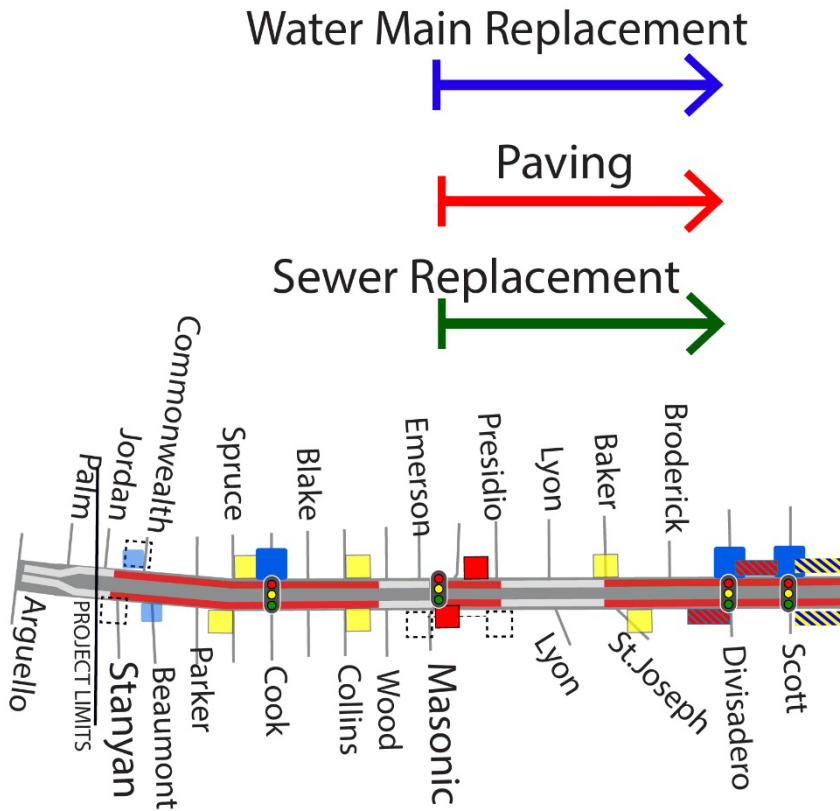 Water Main Replacement
Paving
Sewer Replacement
Palm
Jordan
Commonwealth
Spruce
Blake
Emerson
Presidio
Lyon
Baker
Broderick
Arguello
PROJECT LIMITS
Stanyan
Beaumont
Parker
Cook
Collins
Wood
Masonic
Lyon
St.Joseph
Divisadero
Scott